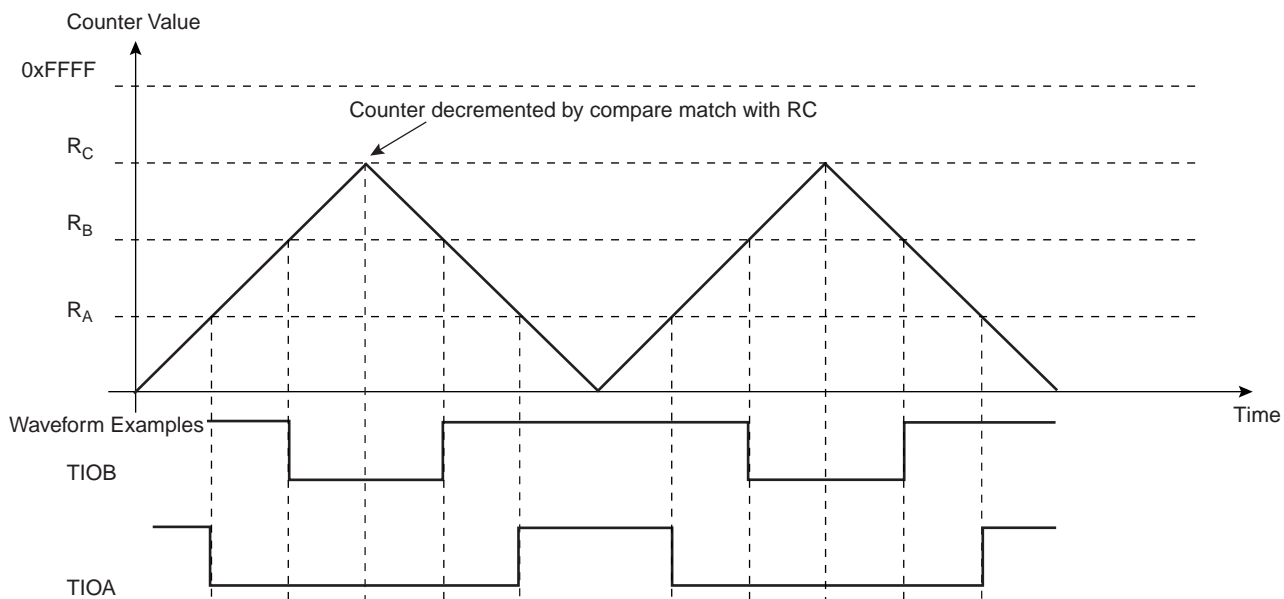 Counter Value
0xFFFF
Counter decremented by compare match with RC
RC
RB
RA
Time
Waveform Examples
TIOB
TIOA